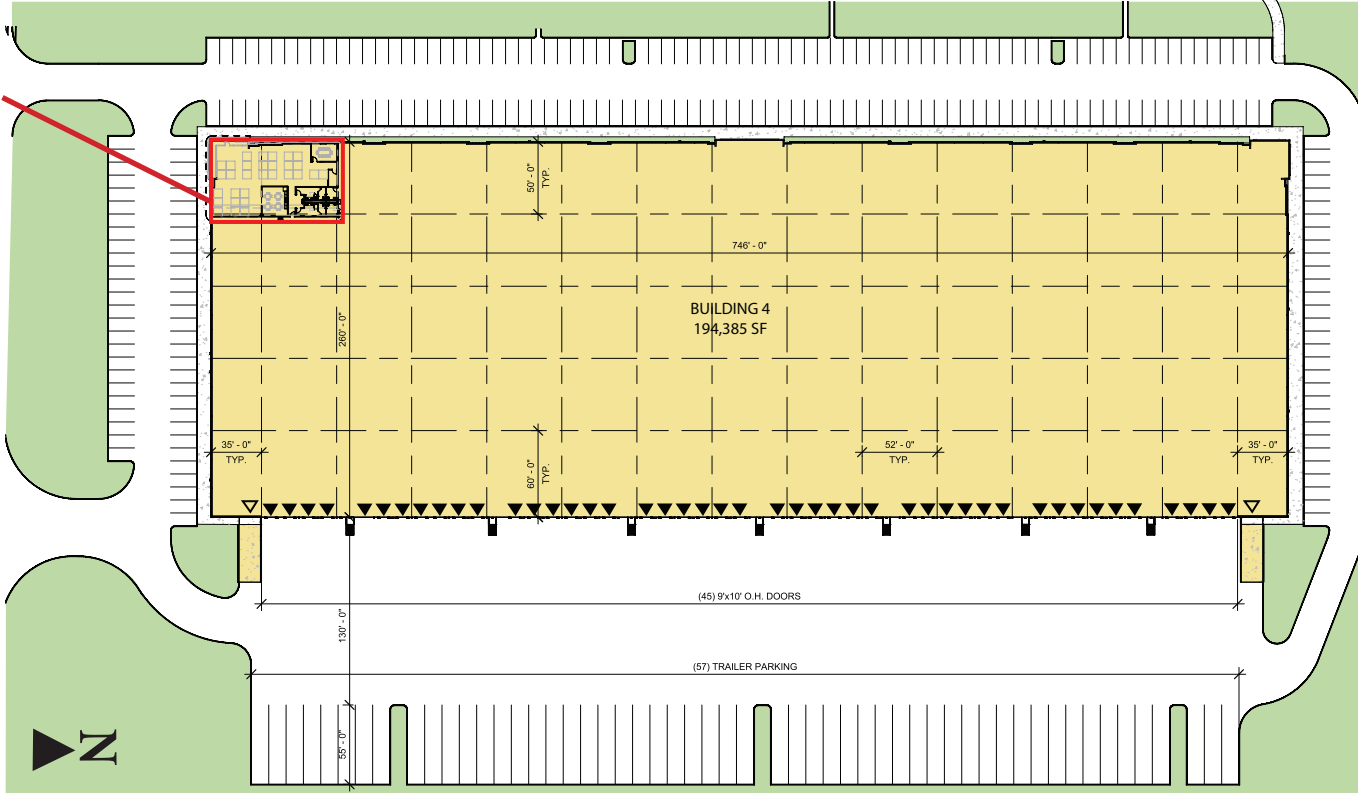 50' - 0"
TYP.
746' - 0"
BUILDING 4
194,385 SF
260' - 0"
35' - 0"
TYP.
60' - 0"
TYP.
52' - 0"
TYP.
35' - 0"
TYP.
(45) 9'x10' O.H. DOORS
130' - 0"
(57) TRAILER PARKING
55' - 0"
N